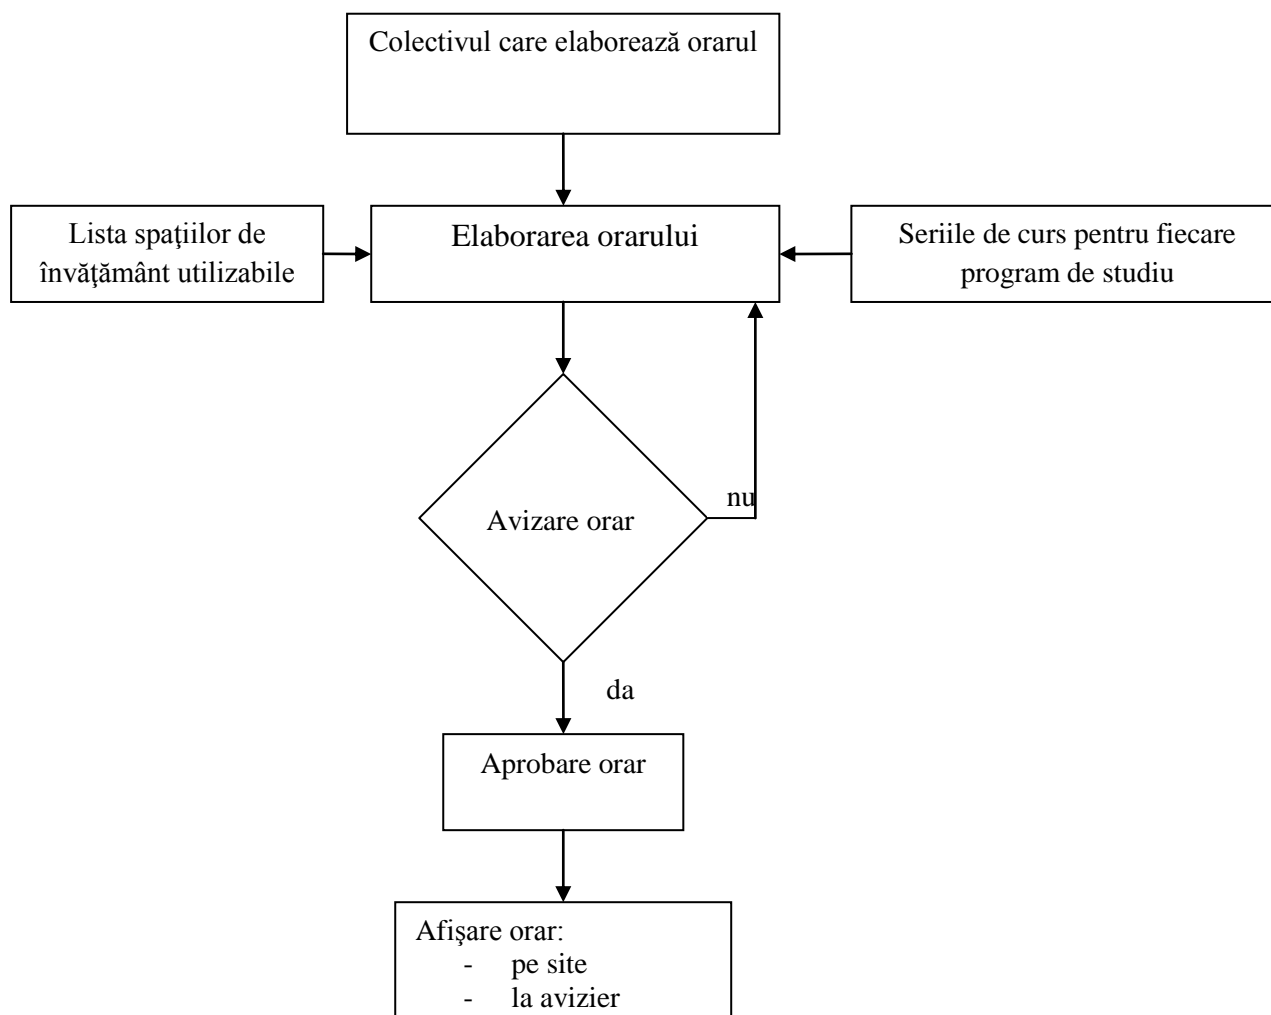 Colectivul care elaborează orarul
Lista spaţiilor de
învăţământ utilizabile
Elaborarea orarului
Seriile de curs pentru fiecare
program de studiu
nu
Avizare orar
da
Aprobare orar
Afişare orar:
- pe site
- la avizier